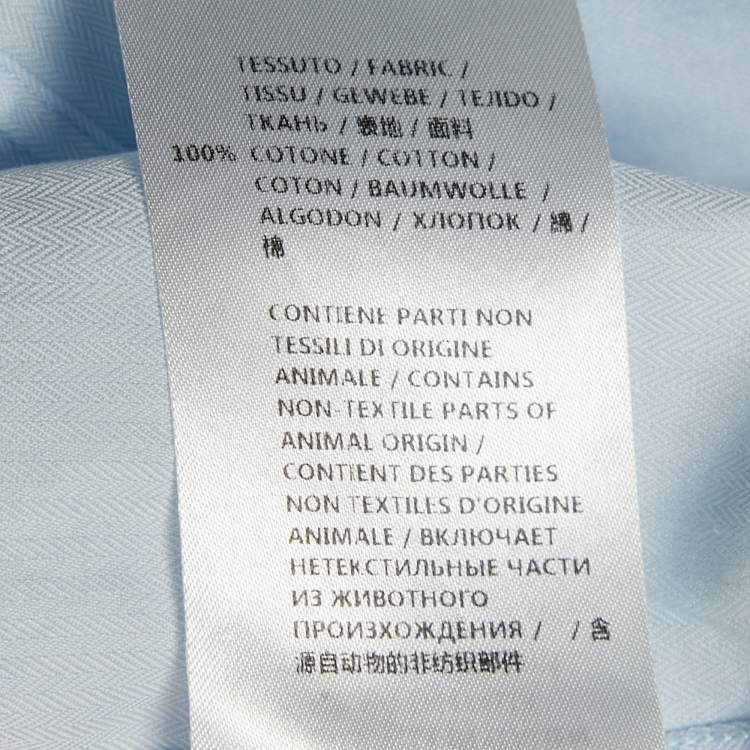 TESSUTO / FABRIC /
TISSU / GEWEBE / TEJIDO /
ТКАНЬ / 表地 / 面料
100% COTONE / COTTON /
COTON / BAUMWOLLE /
ALGODON / ХЛОПОК / 綿 /
棉
CONTIENE PARTI NON
TESSILI DI ORIGINE
ANIMALE / CONTAINS
NON-TEXTILE PARTS OF
ANIMAL ORIGIN /
CONTIENT DES PARTIES
NON TEXTILES D'ORIGINE
ANIMALE / ВКЛЮЧАЕТ
НЕТЕКСТИЛЬНЫЕ ЧАСТИ
ИЗ ЖИВОТНОГО
ПРОИЗХОЖДЕНИЯ / / 含
源自动物的非纺织部件